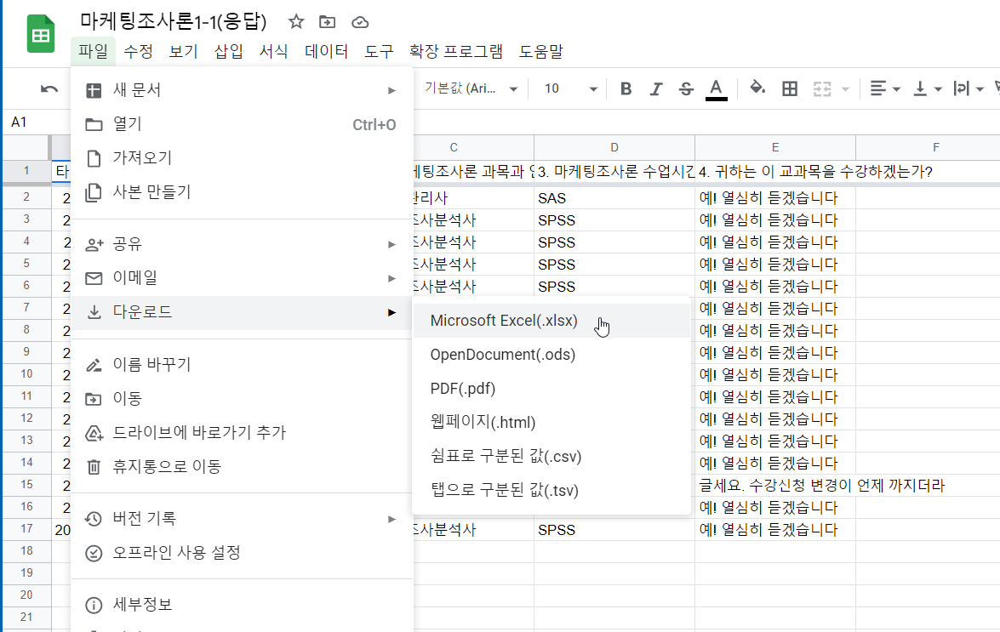 마케팅조사론1-1(응답)
파일 수정 보기 삽입 서식 데이터 도구 확장 프로그램 도움말
기본값 (Ari... 10 B I S A
A1
새 문서
열기 Ctrl+O
가져오기
사본 만들기
공유
이메일
다운로드
이름 바꾸기
이동
드라이브에 바로가기 추가
휴지통으로 이동
버전 기록
오프라인 사용 설정
세부정보
Microsoft Excel(.xlsx)
OpenDocument(.ods)
PDF(.pdf)
웹페이지(.html)
쉼표로 구분된 값(.csv)
탭으로 구분된 값(.tsv)
C D E F
1 타 케팅조사론 과목과 3. 마케팅조사론 수업시간 4. 귀하는 이 교과목을 수강하겠는가?
2 2 관리사 SAS 예! 열심히 듣겠습니다
3 2 조사분석사 SPSS 예! 열심히 듣겠습니다
4 2 조사분석사 SPSS 예! 열심히 듣겠습니다
5 2 조사분석사 SPSS 예! 열심히 듣겠습니다
6 2 조사분석사 SPSS 예! 열심히 듣겠습니다
7 2 예! 열심히 듣겠습니다
8 2 예! 열심히 듣겠습니다
9 2 예! 열심히 듣겠습니다
10 2 예! 열심히 듣겠습니다
11 2 예! 열심히 듣겠습니다
12 2 예! 열심히 듣겠습니다
13 2 예! 열심히 듣겠습니다
14 2 예! 열심히 듣겠습니다
15 2 글세요. 수강신청 변경이 언제 까지더라
16 2 예! 열심히 듣겠습니다
17 20 조사분석사 SPSS 예! 열심히 듣겠습니다
18
19
20
21